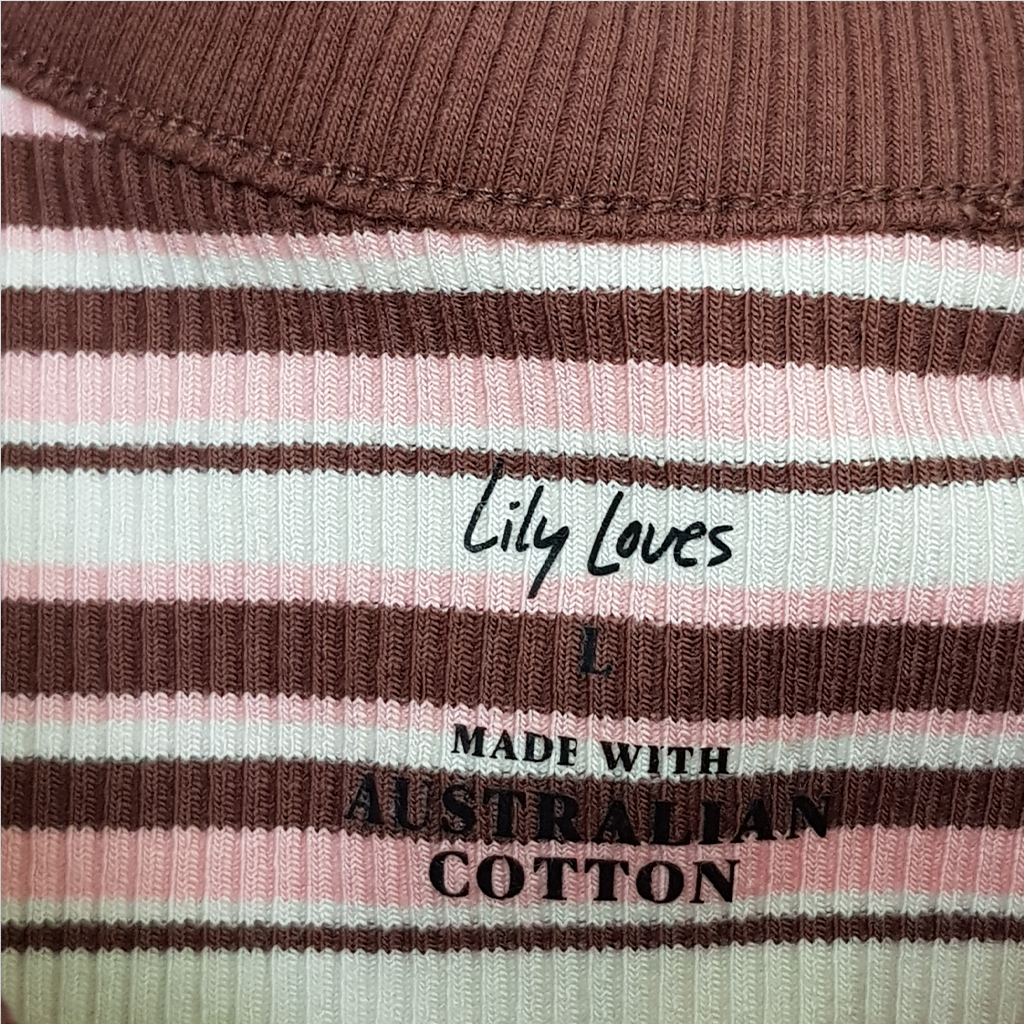 Lily Loves
L
MADE WITH
AUSTRALIAN
COTTON